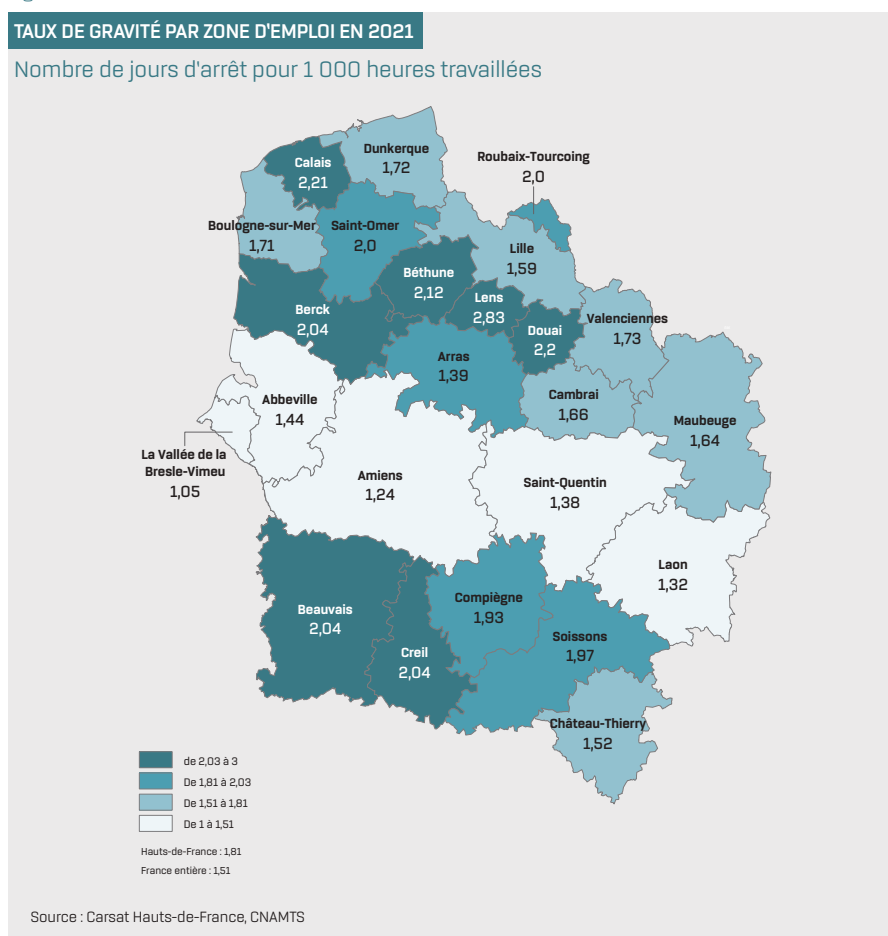 TAUX DE GRAVITÉ PAR ZONE D'EMPLOI EN 2021
Nombre de jours d'arrêt pour 1 000 heures travaillées
Dunkerque
1,72
Calais
2,21
Roubaix-Tourcoing
2,0
Boulogne-sur-Mer
1,71
Saint-Omer
2,0
Lille
1,59
Béthune
2,12
Lens
2,83
Berck
2,04
Douai
2,2
Valenciennes
1,73
Arras
1,39
Cambrai
1,66
Abbeville
1,44
Maubeuge
1,64
La Vallée de la
Bresle-Vimeu
1,05
Amiens
1,24
Saint-Quentin
1,38
Laon
1,32
Compiègne
1,93
Beauvais
2,04
Soissons
1,97
Creil
2,04
Château-Thierry
1,52
de 2,03 à 3
De 1,81 à 2,03
De 1,51 à 1,81
De 1 à 1,51
Hauts-de-France : 1,81
France entière : 1,51
Source : Carsat Hauts-de-France, CNAMTS